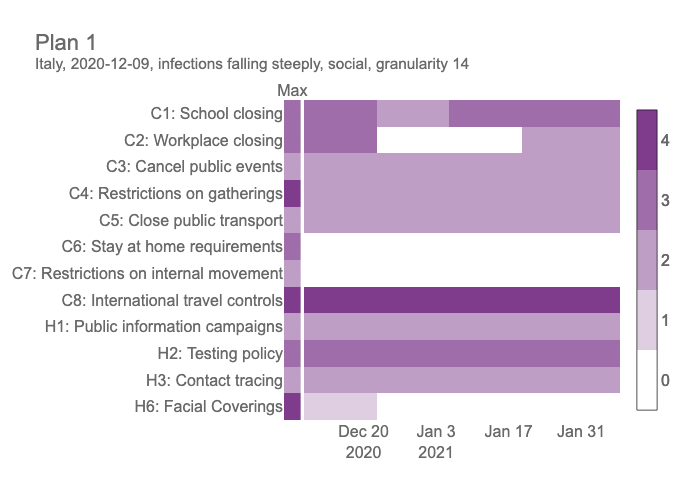 Plan 1
Italy, 2020-12-09, infections falling steeply, social, granularity 14
Max
C1: School closing
C2: Workplace closing
C3: Cancel public events
C4: Restrictions on gatherings
C5: Close public transport
C6: Stay at home requirements
C7: Restrictions on internal movement
C8: International travel controls
H1: Public information campaigns
H2: Testing policy
H3: Contact tracing
H6: Facial Coverings
Dec 20 Jan 3 Jan 17 Jan 31
2020 2021
4
3
2
1
0